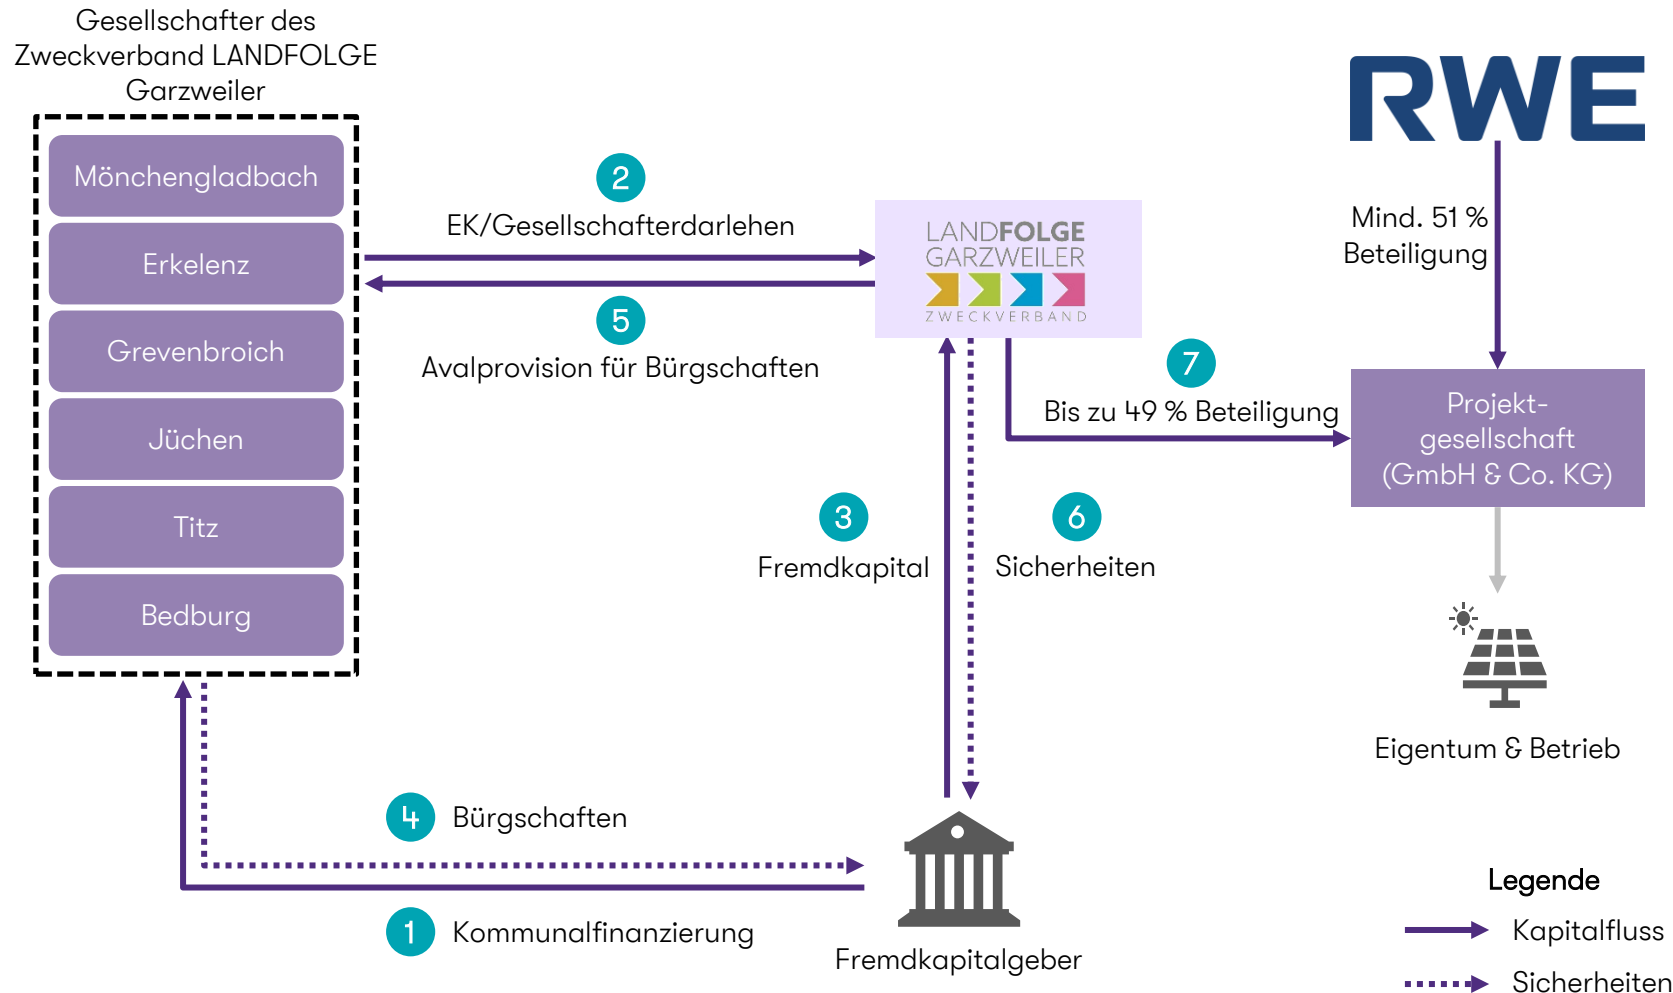 Gesellschafter des
Zweckverband LANDFOLGE
Garzweiler
Mönchengladbach
Erkelenz
Grevenbroich
Jüchen
Titz
Bedburg
2
EK/Gesellschafterdarlehen
5
Avalprovision für Bürgschaften
LANDFOLGE
GARZWEILER
ZWECKVERBAND
RWE
Mind. 51 %
Beteiligung
7
Bis zu 49 % Beteiligung
Projekt-
gesellschaft
(GmbH & Co. KG)
3
Fremdkapital
6
Sicherheiten
Eigentum & Betrieb
4 Bürgschaften
1 Kommunalfinanzierung
Fremdkapitalgeber
Legende
Kapitalfluss
Sicherheiten